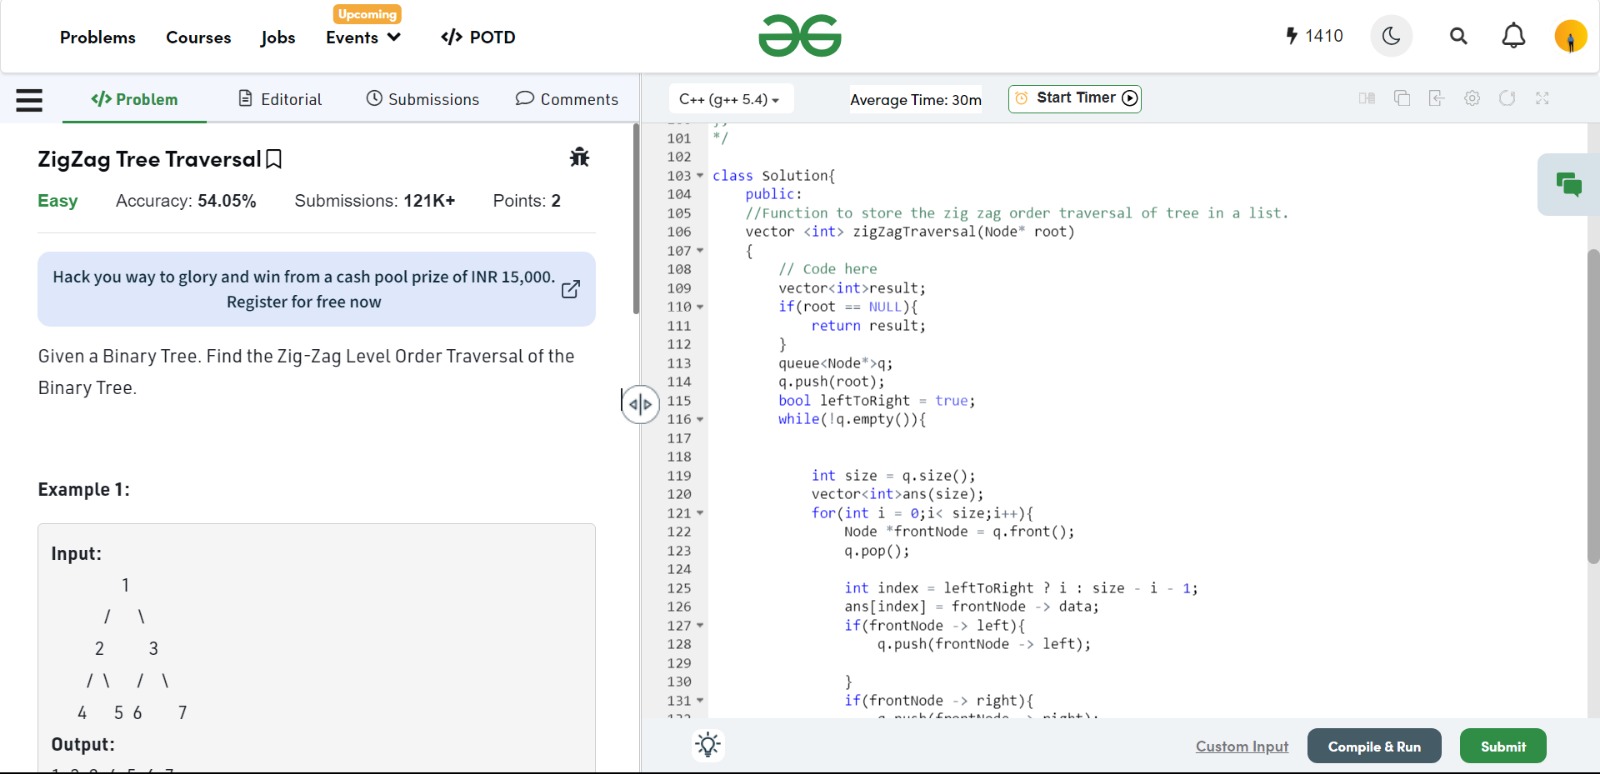 Upcoming
Problems Courses Jobs Events POTD
1410
Problem Editorial Submissions Comments
C++ (g++ 5.4) Average Time: 30m Start Timer
ZigZag Tree Traversal
Easy Accuracy: 54.05% Submissions: 121K+ Points: 2
Hack you way to glory and win from a cash pool prize of INR 15,000.
Register for free now
Given a Binary Tree. Find the Zig-Zag Level Order Traversal of the
Binary Tree.
Example 1:
Input:
1
/ \
2 3
/ \ / \
4 5 6 7
Output:
101 */
102
103 class Solution{
104 public:
105 //Function to store the zig zag order traversal of tree in a list.
106 vector <int> zigZagTraversal(Node* root)
107 {
108 // Code here
109 vector<int>result;
110 if(root == NULL){
111 return result;
112 }
113 queue<Node*>q;
114 q.push(root);
115 bool leftToRight = true;
116 while(!q.empty()){
117
118
119 int size = q.size();
120 vector<int>ans(size);
121 for(int i = 0;i< size;i++){
122 Node *frontNode = q.front();
123 q.pop();
124
125 int index = leftToRight ? i : size - i - 1;
126 ans[index] = frontNode -> data;
127 if(frontNode -> left){
128 q.push(frontNode -> left);
129
130 }
131 if(frontNode -> right){
Custom Input Compile & Run Submit